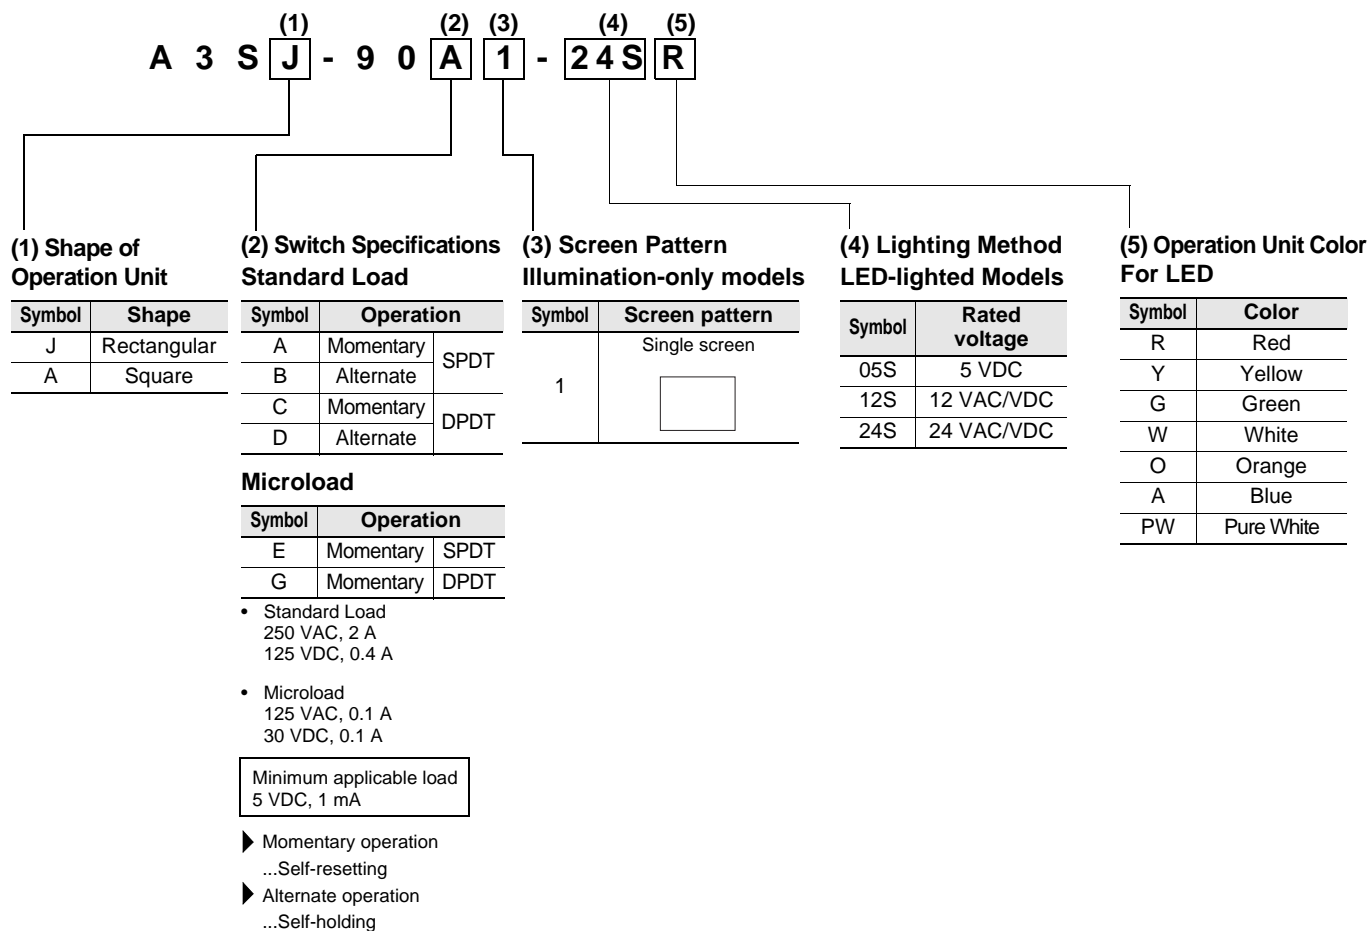 (1) (2) (3) (4) (5)
A 3 S J - 9 0 A 1 - 2 4 S R
(1) Shape of
Operation Unit
Symbol Shape
J Rectangular
A Square
(2) Switch Specifications
Standard Load
Symbol Operation
A Momentary SPDT
B Alternate
C Momentary DPDT
D Alternate
Microload
Symbol Operation
E Momentary SPDT
G Momentary DPDT
• Standard Load
250 VAC, 2 A
125 VDC, 0.4 A
• Microload
125 VAC, 0.1 A
30 VDC, 0.1 A
Minimum applicable load
5 VDC, 1 mA
Momentary operation
...Self-resetting
Alternate operation
...Self-holding
(3) Screen Pattern
Illumination-only models
Symbol Screen pattern
1 Single screen
(4) Lighting Method
LED-lighted Models
Symbol Rated
voltage
05S 5 VDC
12S 12 VAC/VDC
24S 24 VAC/VDC
(5) Operation Unit Color
For LED
Symbol Color
R Red
Y Yellow
G Green
W White
O Orange
A Blue
PW Pure White